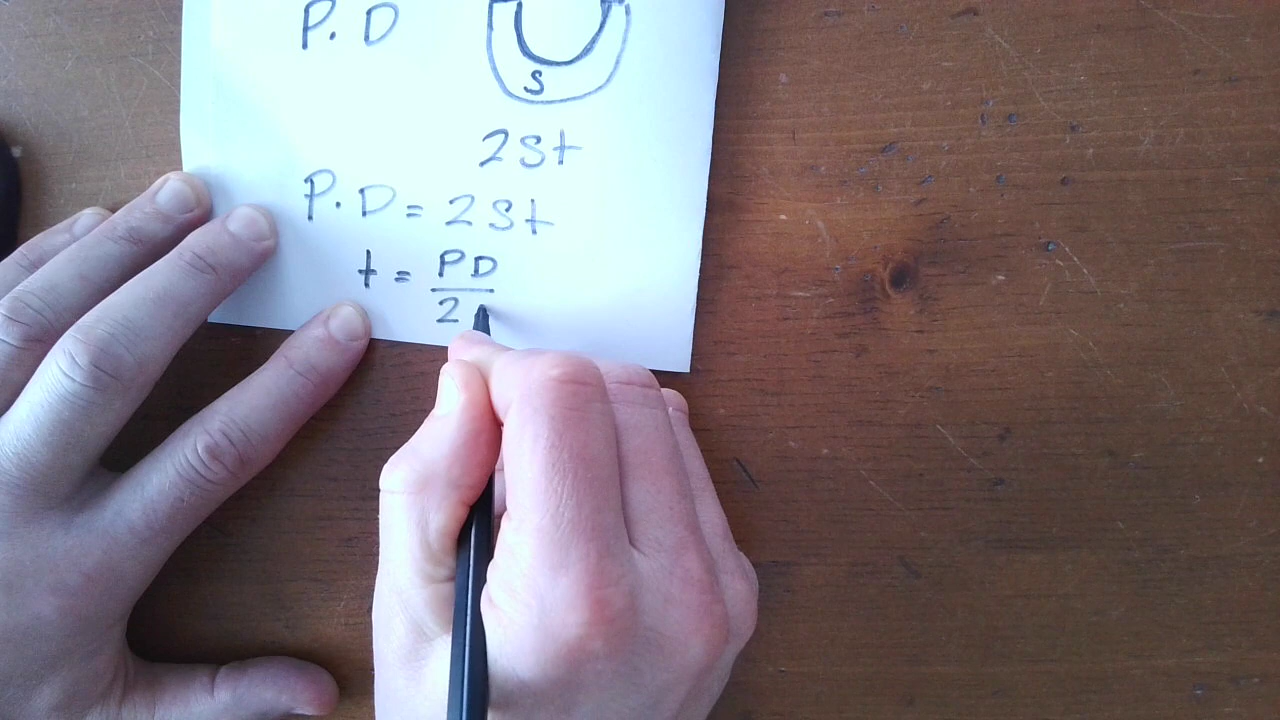 P. D
S
2St
P. D = 2St
t = PD
2